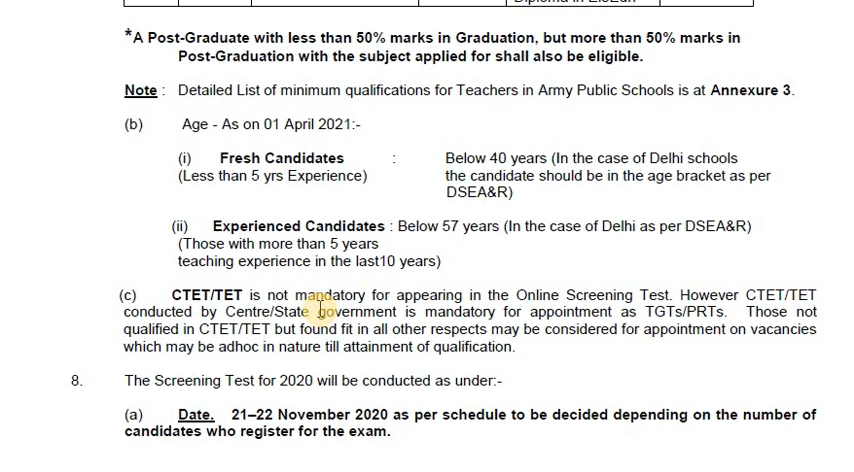 Diploma in ElcEdn
*A Post-Graduate with less than 50% marks in Graduation, but more than 50% marks in
Post-Graduation with the subject applied for shall also be eligible.
Note : Detailed List of minimum qualifications for Teachers in Army Public Schools is at Annexure 3.
(b) Age - As on 01 April 2021:-
(i) Fresh Candidates : Below 40 years (In the case of Delhi schools
(Less than 5 yrs Experience) the candidate should be in the age bracket as per
DSEA&R)
(ii) Experienced Candidates : Below 57 years (In the case of Delhi as per DSEA&R)
(Those with more than 5 years
teaching experience in the last10 years)
(c) CTET/TET is not mandatory for appearing in the Online Screening Test. However CTET/TET
conducted by Centre/State government is mandatory for appointment as TGTs/PRTs. Those not
qualified in CTET/TET but found fit in all other respects may be considered for appointment on vacancies
which may be adhoc in nature till attainment of qualification.
8. The Screening Test for 2020 will be conducted as under:-
(a) Date. 21–22 November 2020 as per schedule to be decided depending on the number of
candidates who register for the exam.